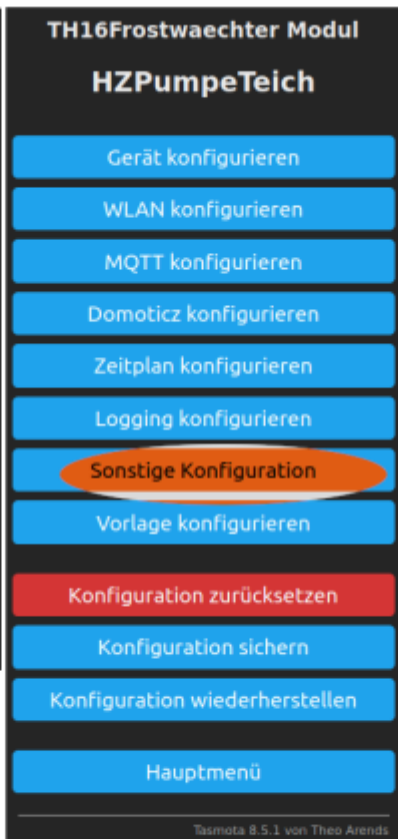 TH16Frostwaechter Modul
HZPumpeTeich
Gerät konfigurieren
WLAN konfigurieren
MQTT konfigurieren
Domoticz konfigurieren
Zeitplan konfigurieren
Logging konfigurieren
Sonstige Konfiguration
Vorlage konfigurieren
Konfiguration zurücksetzen
Konfiguration sichern
Konfiguration wiederherstellen
Hauptmenü
Tasmota 8.5.1 von Theo Arends